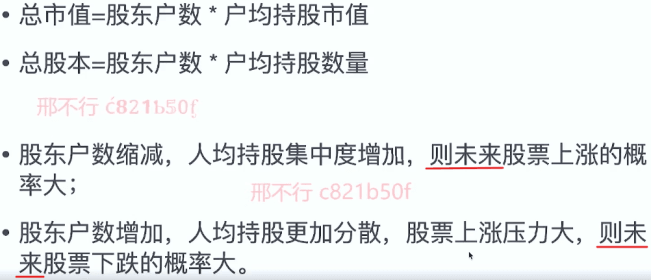 • 总市值=股东户数 * 户均持股市值
• 总股本=股东户数 * 户均持股数量
邢不行 c821b50f
• 股东户数缩减，人均持股集中度增加，则未来股票上涨的概
率大；
邢不行 c821b50f
• 股东户数增加，人均持股更加分散，股票上涨压力大，则未
来股票下跌的概率大。